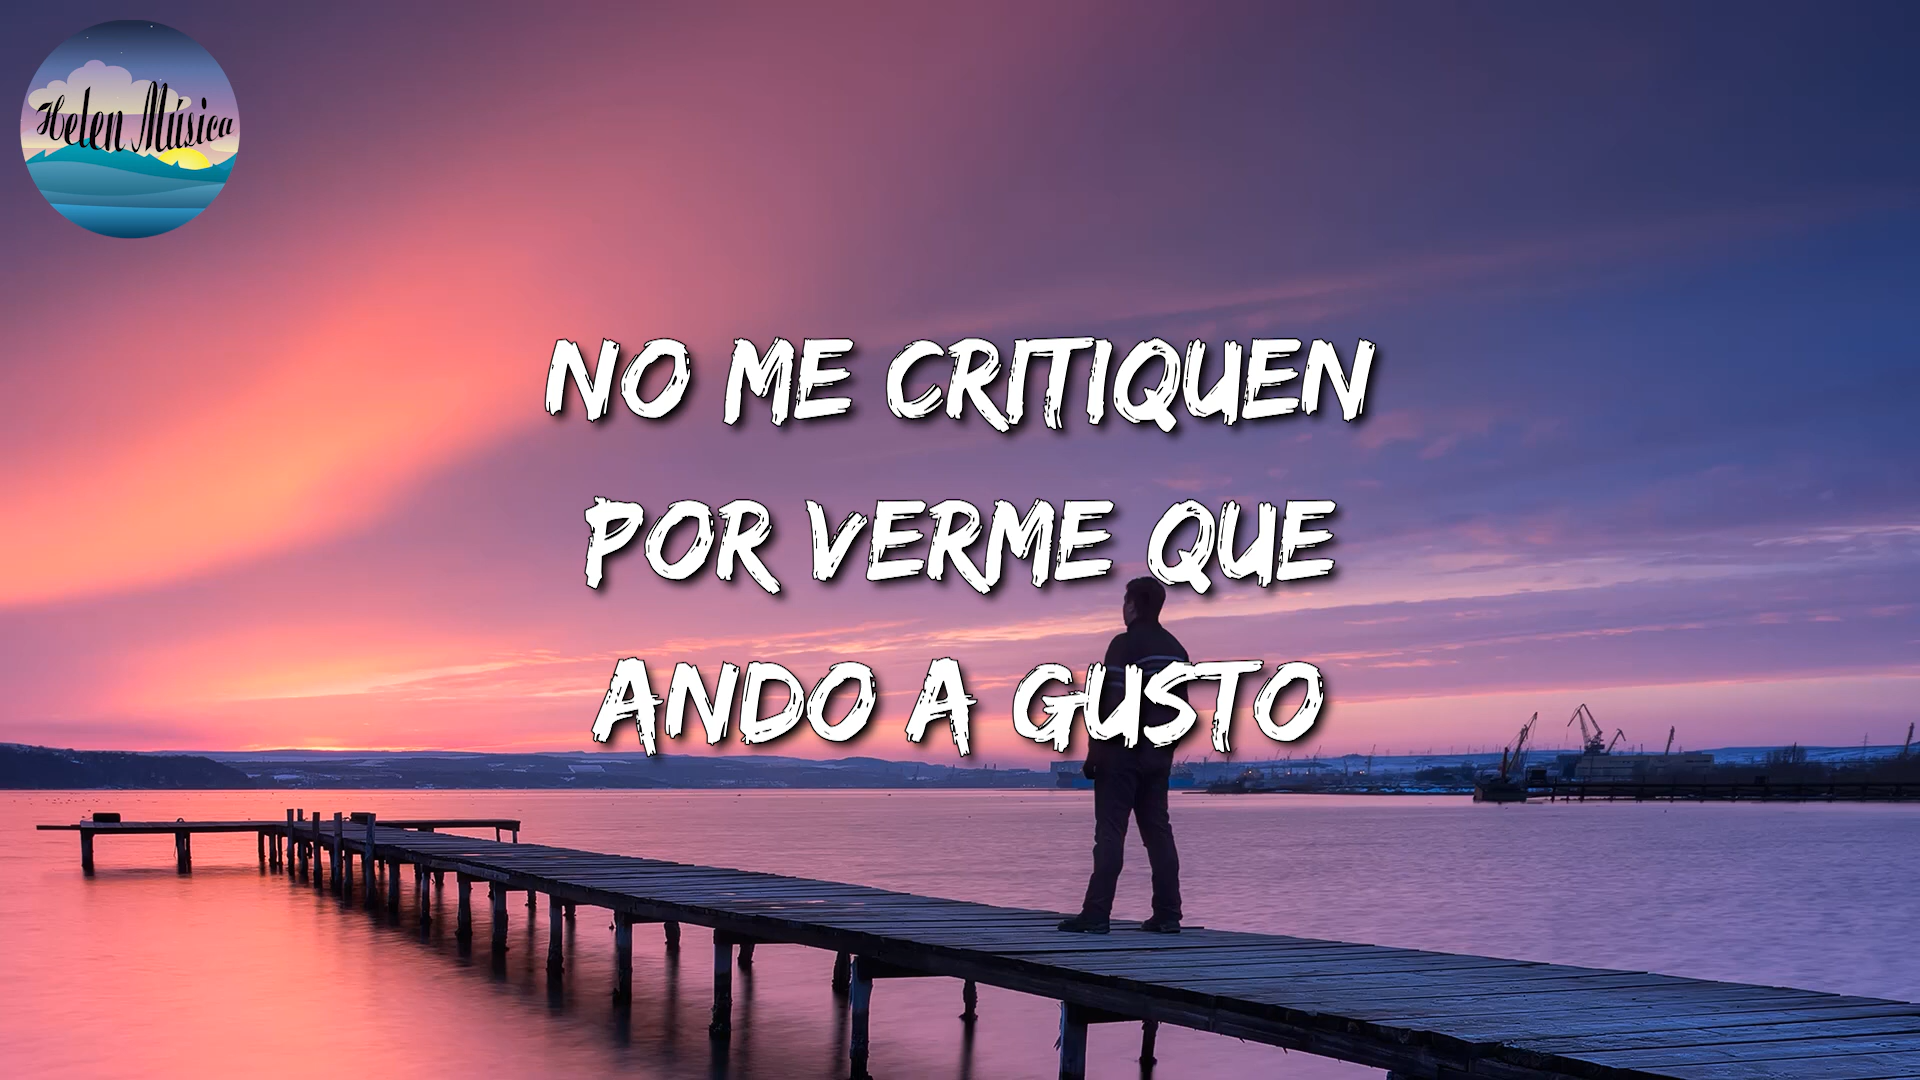 Helen Música
NO ME CRITIQUEN
POR VERME QUE
ANDO A GUSTO